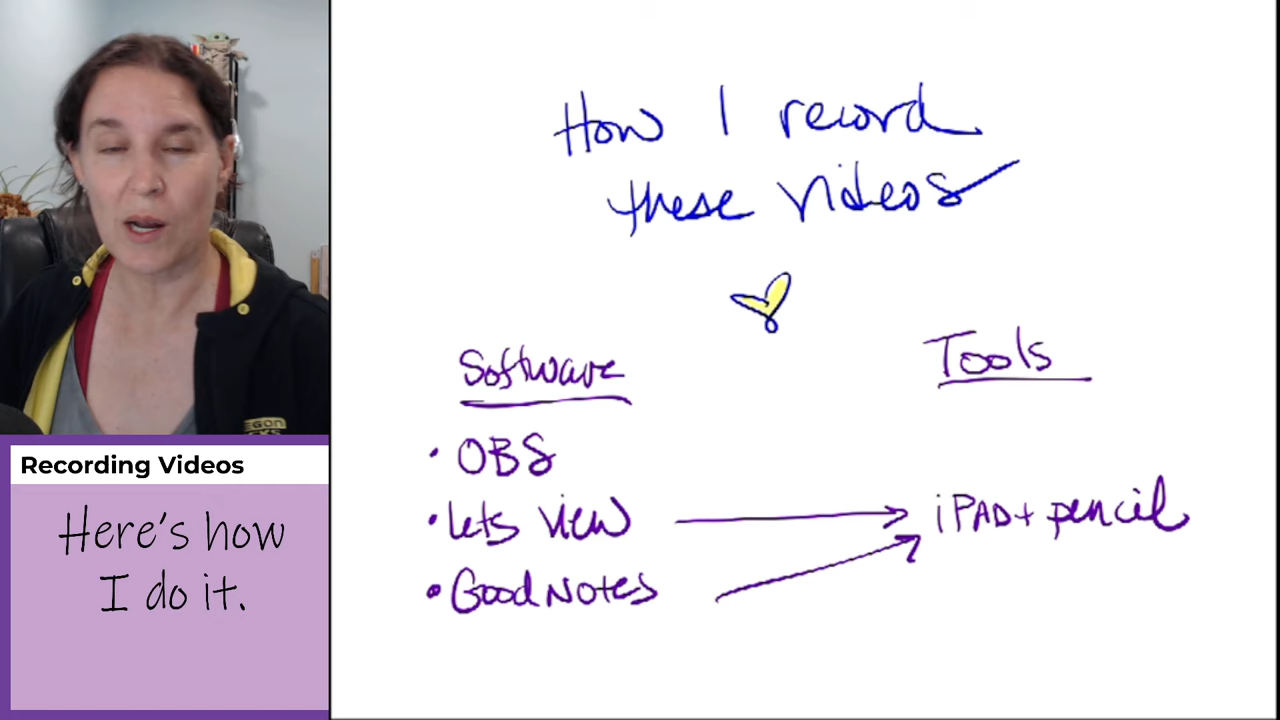 How I record
these videos
Software
Tools
• OBS
• Lets View
iPAD + pencil
• GoodNotes
Recording Videos
Here's how
I do it.